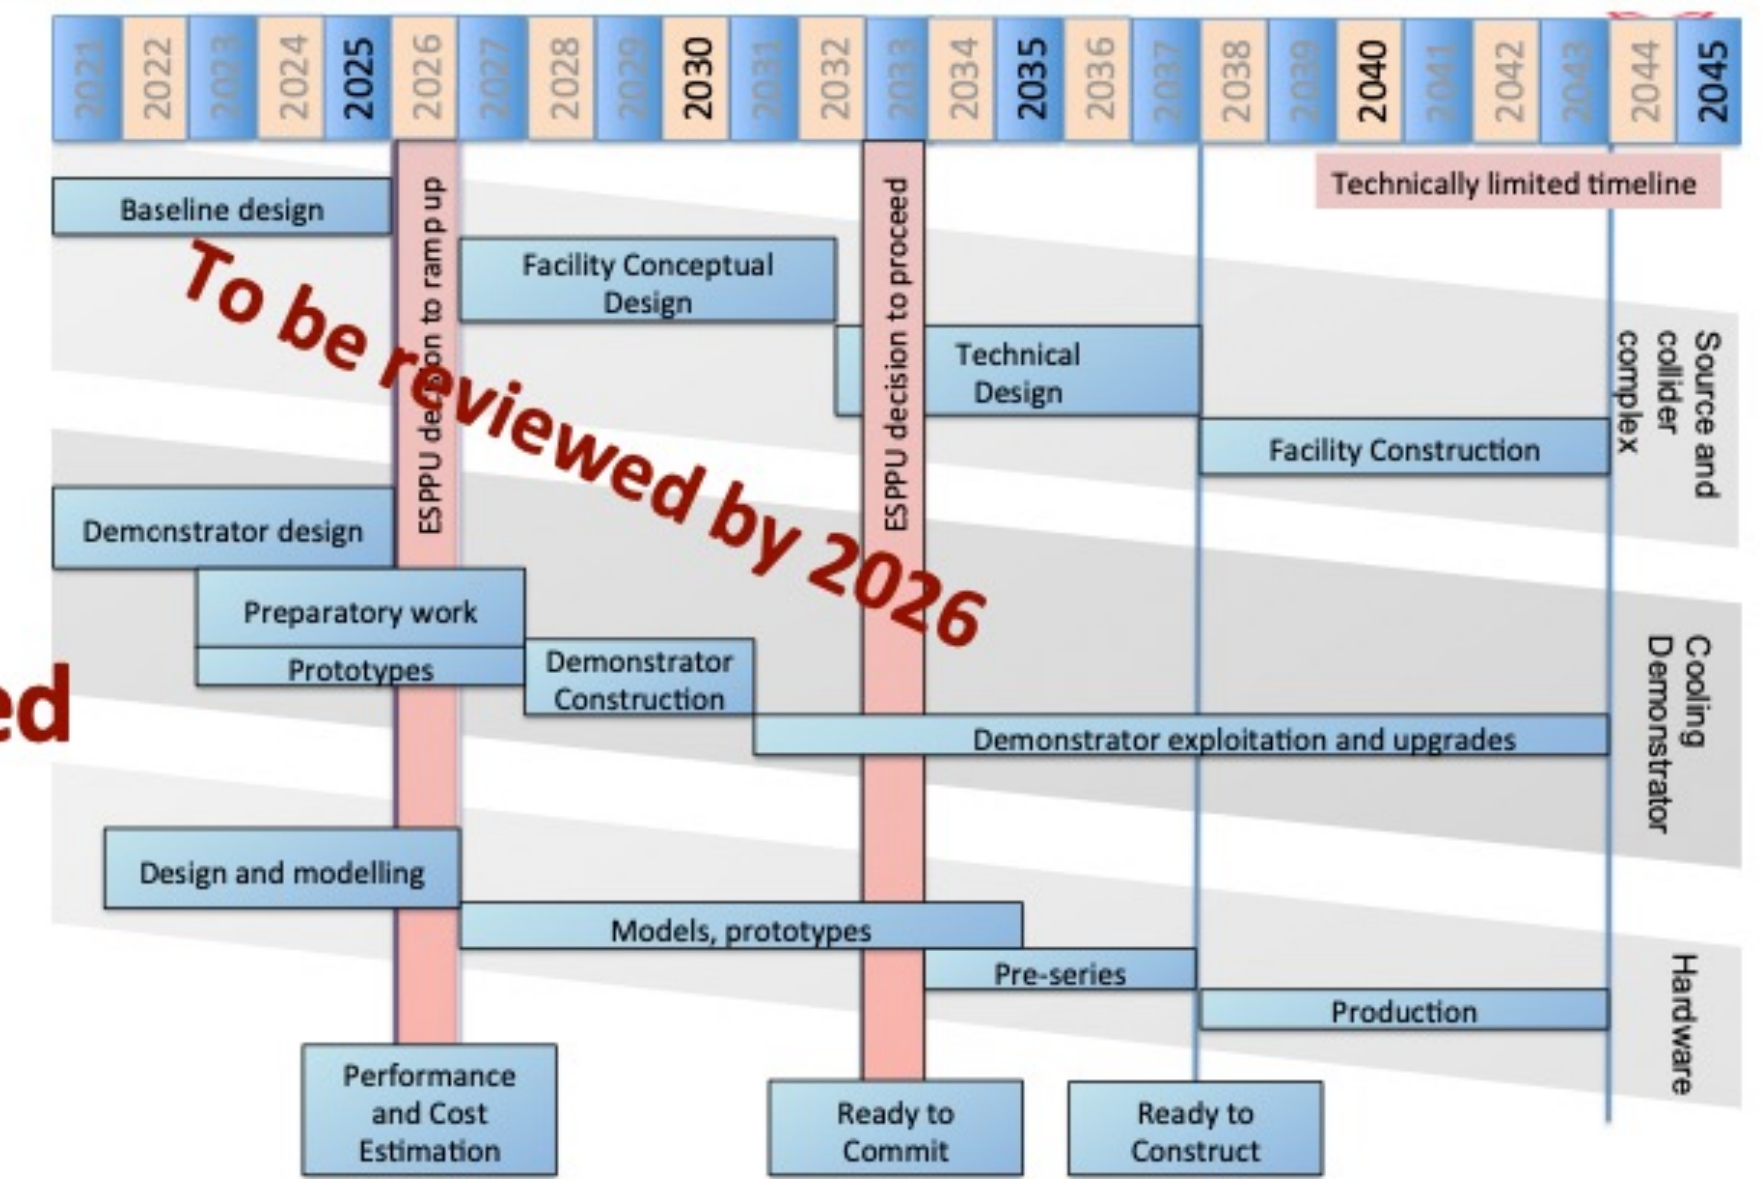 2021 2022 2023 2024 2025 2026 2027 2028 2029 2030 2031 2032 2033 2034 2035 2036 2037 2038 2039 2040 2041 2042 2043 2044 2045
Technically limited timeline
Baseline design
ESPPU decision to ramp up
ESPPU decision to proceed
Facility Conceptual
Design
Technical
Design
Facility Construction
Source and
collider
complex
To be reviewed by 2026
Demonstrator design
Preparatory work
Prototypes
Demonstrator
Construction
Demonstrator exploitation and upgrades
Cooling
Demonstrator
ed
Design and modelling
Models, prototypes
Pre-series
Production
Hardware
Performance
and Cost
Estimation
Ready to
Commit
Ready to
Construct